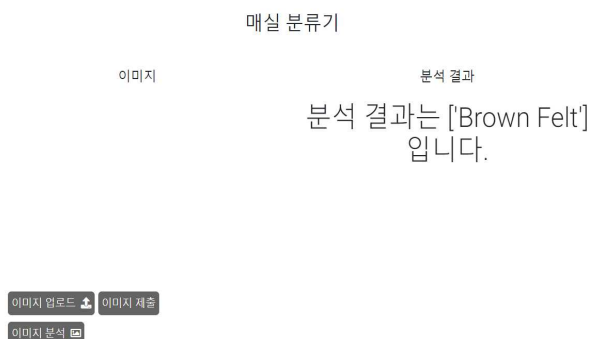 매실 분류기
이미지
분석 결과
분석 결과는 ['Brown Felt']
입니다.
이미지 업로드
이미지 제출
이미지 분석